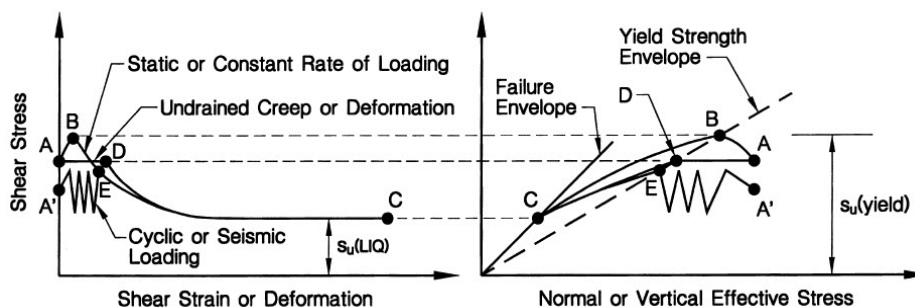 Shear Stress
Static or Constant Rate of Loading
Undrained Creep or Deformation
A
B
D
E
A'
C
Cyclic or Seismic
Loading
su(LIQ)
Shear Strain or Deformation
Yield Strength
Envelope
Failure
Envelope
D
B
A
E
C
A'
su(yield)
Normal or Vertical Effective Stress